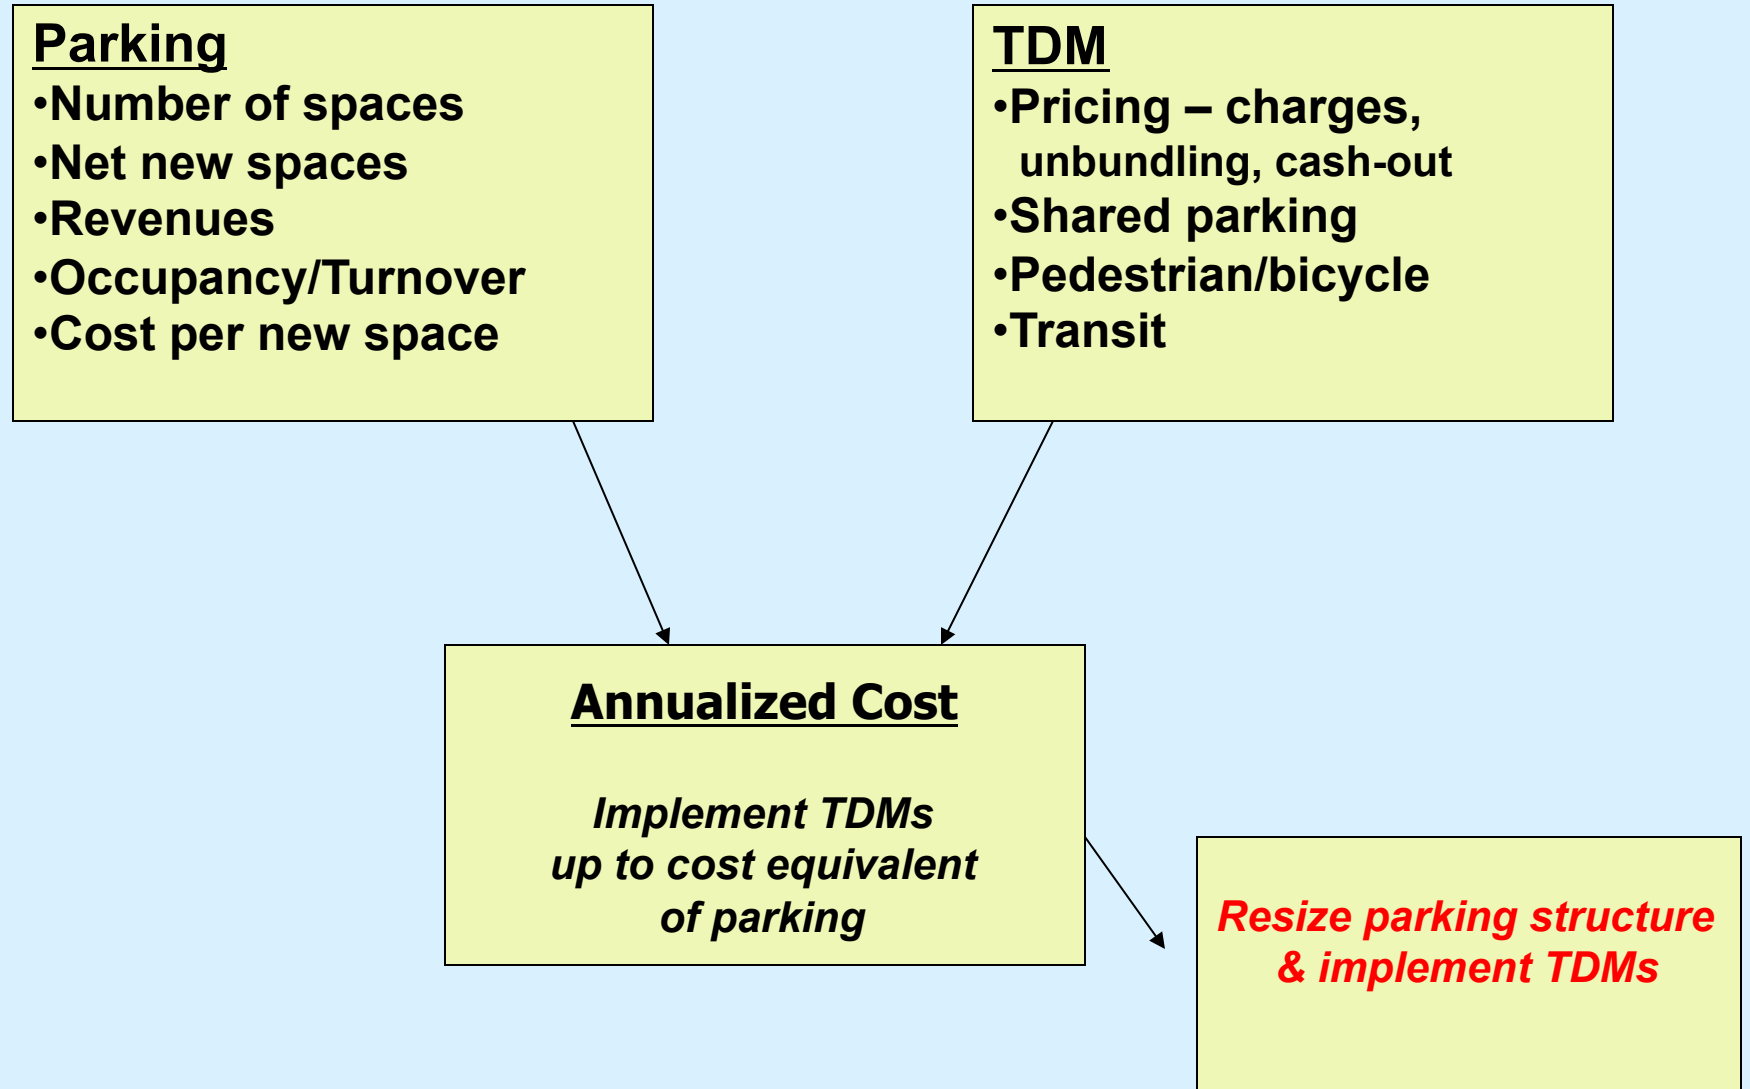 Parking
•Number of spaces
•Net new spaces
•Revenues
•Occupancy/Turnover
•Cost per new space
TDM
•Pricing – charges,
unbundling, cash-out
•Shared parking
•Pedestrian/bicycle
•Transit
Annualized Cost
Implement TDMs
up to cost equivalent
of parking
Resize parking structure
& implement TDMs